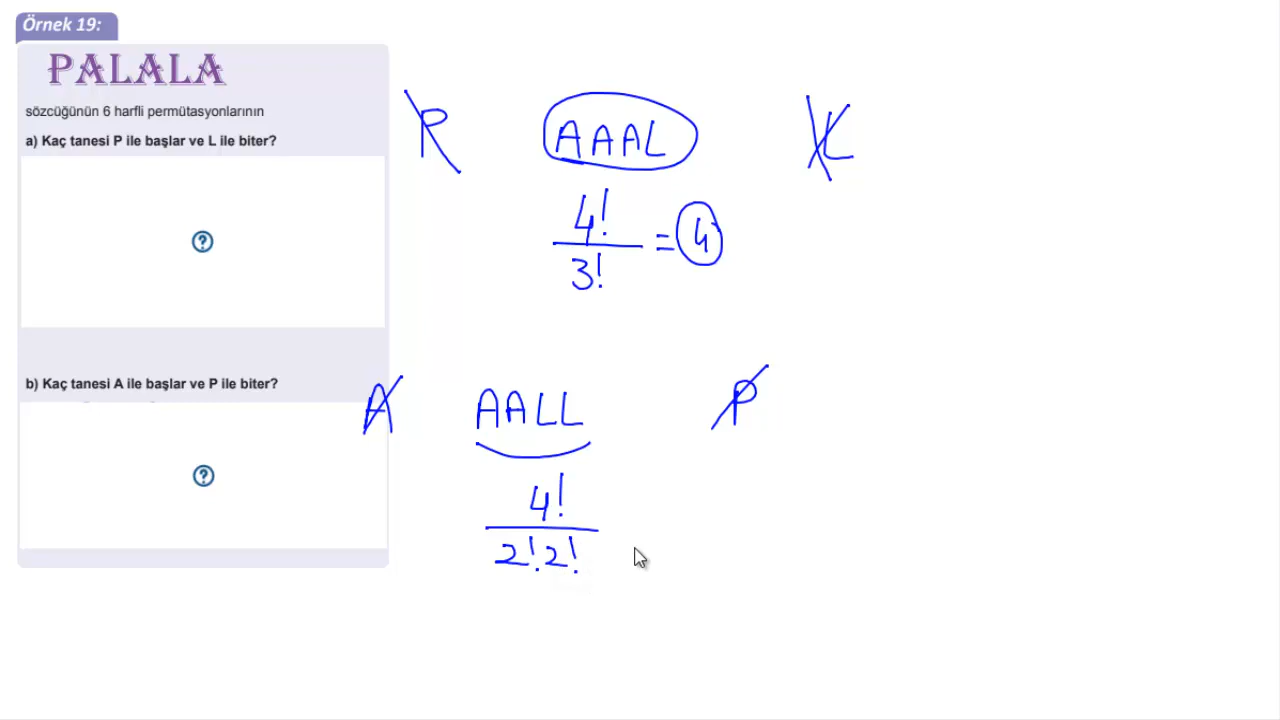 Örnek 19:
PALALA
sözcüğünün 6 harfli permütasyonlarının
a) Kaç tanesi P ile başlar ve L ile biter?
P AAAL L
4!
3!
= 4
b) Kaç tanesi A ile başlar ve P ile biter?
A AALL P
4!
2!2!